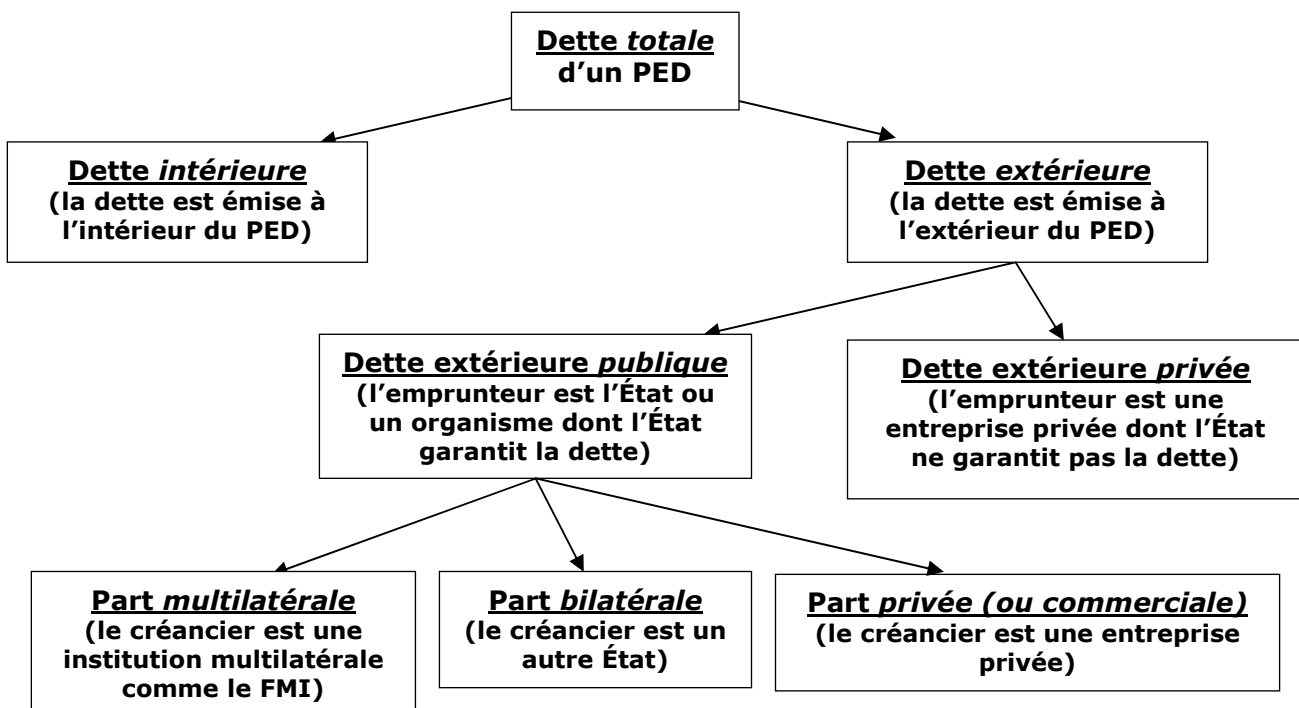 Dette totale
d'un PED
Dette intérieure
(la dette est émise à
l'intérieur du PED)
Dette extérieure
(la dette est émise à
l'extérieur du PED)
Dette extérieure publique
(l'emprunteur est l'État ou
un organisme dont l'État
garantit la dette)
Dette extérieure privée
(l'emprunteur est une
entreprise privée dont l'État
ne garantit pas la dette)
Part multilatérale
(le créancier est une
institution multilatérale
comme le FMI)
Part bilatérale
(le créancier est un
autre État)
Part privée (ou commerciale)
(le créancier est une entreprise
privée)